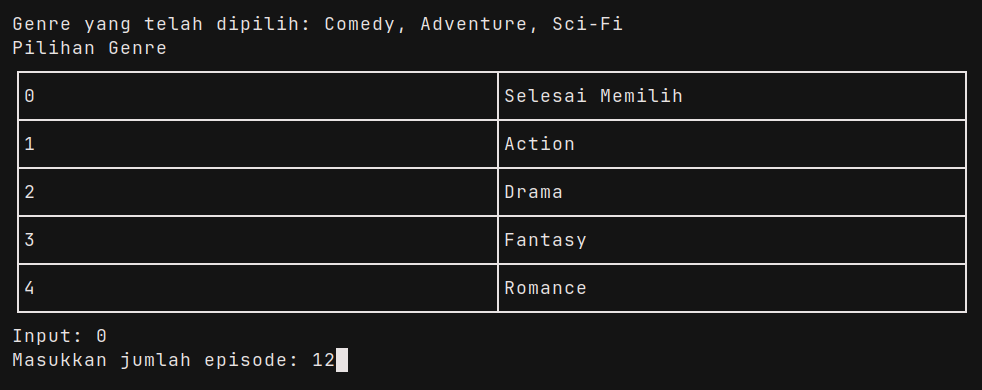 Genre yang telah dipilih: Comedy, Adventure, Sci-Fi
Pilihan Genre
0 Selesai Memilih
1 Action
2 Drama
3 Fantasy
4 Romance
Input: 0
Masukkan jumlah episode: 12